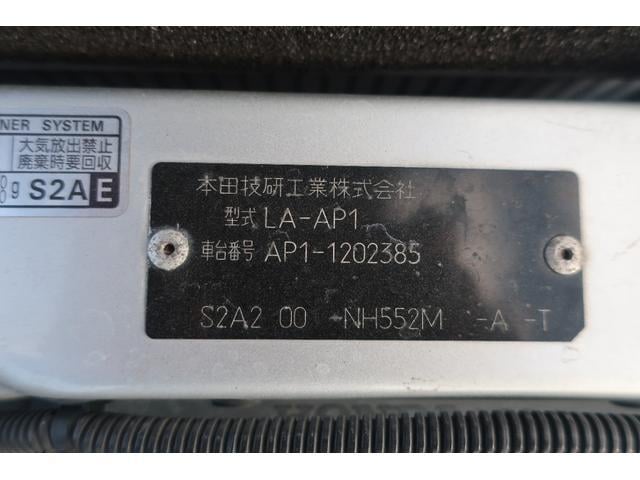 NER SYSTEM
大気放出禁止
廃棄時要回収
g S2A E
本田技研工業株式会社
型式 LA-AP1
車台番号 AP1-1202385
S2A2 00 -NH552M -A -T